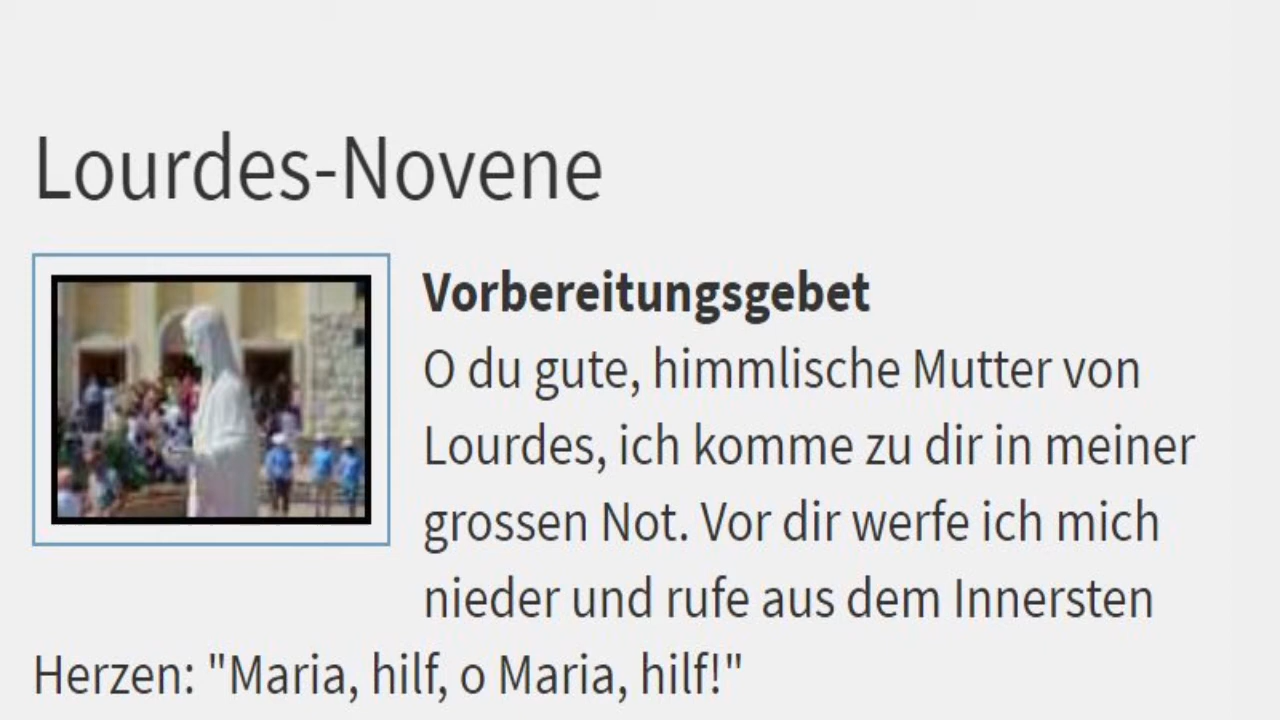 Lourdes-Novene
Vorbereitungsgebet
O du gute, himmlische Mutter von
Lourdes, ich komme zu dir in meiner
grossen Not. Vor dir werfe ich mich
nieder und rufe aus dem Innersten
Herzen: "Maria, hilf, o Maria, hilf!"